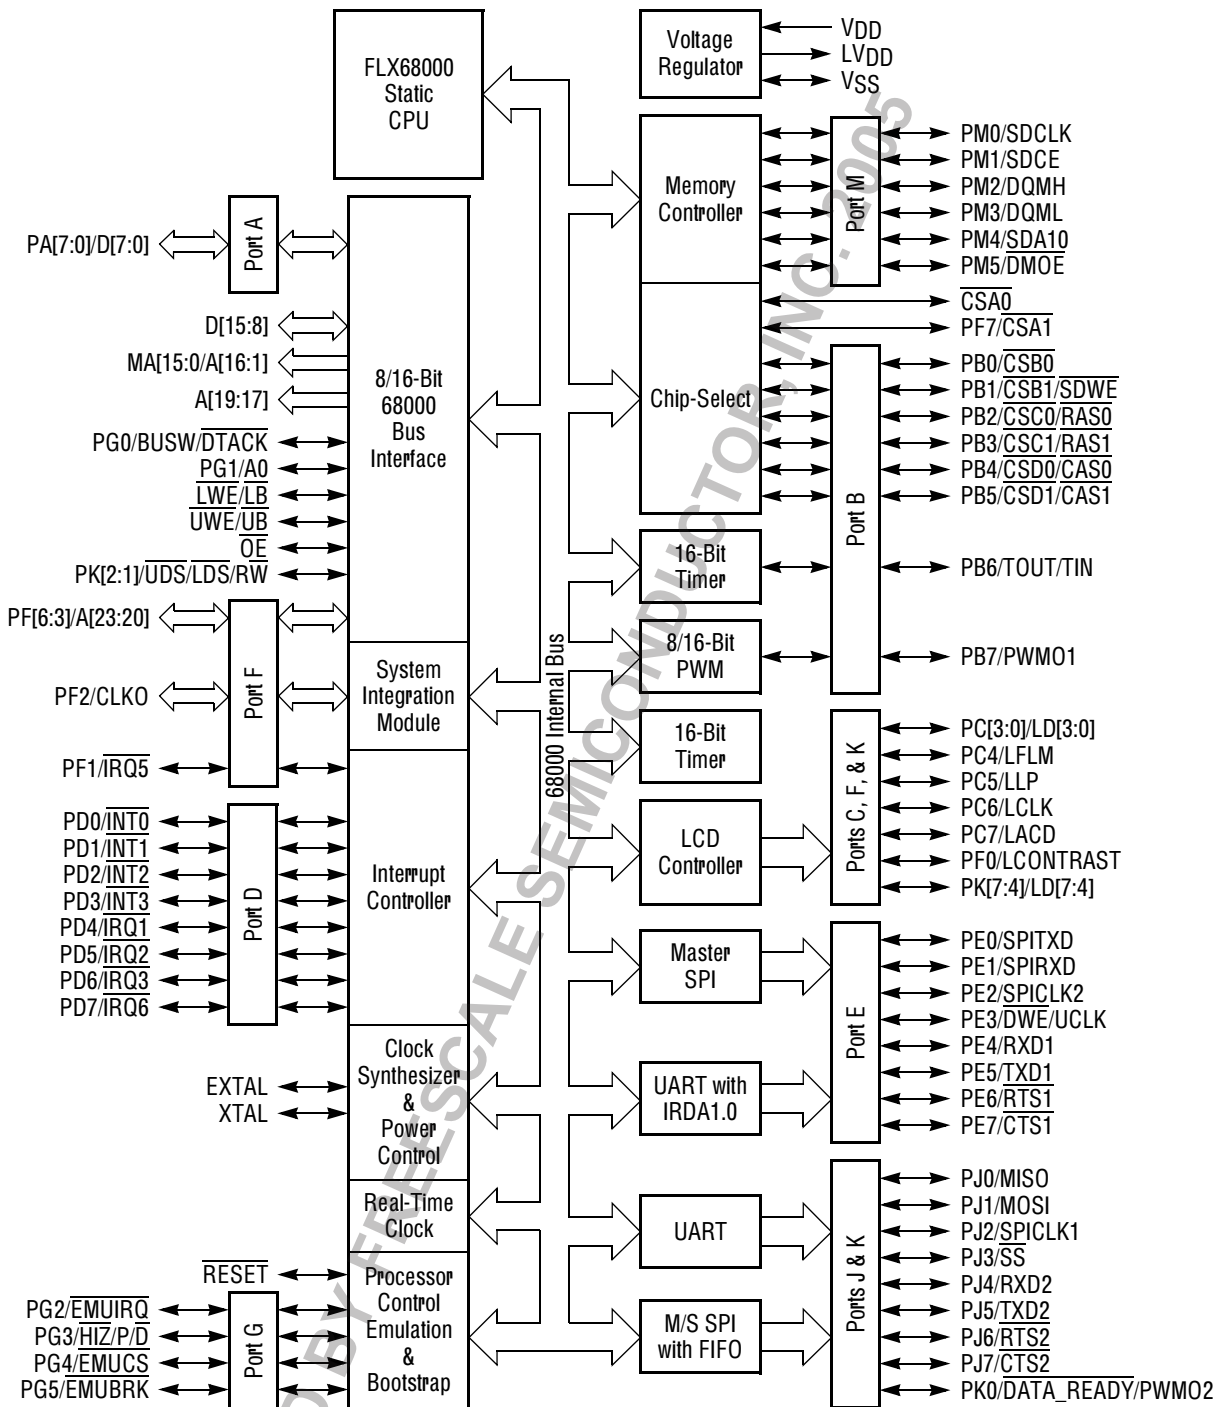 FLX68000
Static
CPU
Voltage
Regulator
VDD
LVDD
VSS
PA[7:0]/D[7:0]
Port A
D[15:8]
MA[15:0/A[16:1]
A[19:17]
PG0/BUSW/DTACK
PG1/A0
LWE/LB
UWE/UB
OE
PK[2:1]/UDS/LDS/RW
PF[6:3]/A[23:20]
PF2/CLKO
PF1/IRQ5
Port F
8/16-Bit
68000
Bus
Interface
System
Integration
Module
PD0/INT0
PD1/INT1
PD2/INT2
PD3/INT3
PD4/IRQ1
PD5/IRQ2
PD6/IRQ3
PD7/IRQ6
Port D
Interrupt
Controller
EXTAL
XTAL
Clock
Synthesizer
&
Power
Control
Real-Time
Clock
RESET
PG2/EMUIRQ
PG3/HIZ/P/D
PG4/EMUCS
PG5/EMUBRK
Port G
Processor
Control
Emulation
&
Bootstrap
68000 Internal Bus
Memory
Controller
Port M
PM0/SDCLK
PM1/SDCE
PM2/DQMH
PM3/DQML
PM4/SDA10
PM5/DMOE
Chip-Select
CSA0
PF7/CSA1
PB0/CSB0
PB1/CSB1/SDWE
PB2/CSC0/RAS0
PB3/CSC1/RAS1
PB4/CSD0/CAS0
PB5/CSD1/CAS1
Port B
16-Bit
Timer
PB6/TOUT/TIN
8/16-Bit
PWM
PB7/PWMO1
16-Bit
Timer
LCD
Controller
Ports C, F, & K
PC[3:0]/LD[3:0]
PC4/LFLM
PC5/LLP
PC6/LCLK
PC7/LACD
PF0/LCONTRAST
PK[7:4]/LD[7:4]
Master
SPI
UART with
IRDA1.0
Port E
PE0/SPITXD
PE1/SPIRXD
PE2/SPICLK2
PE3/DWE/UCLK
PE4/RXD1
PE5/TXD1
PE6/RTS1
PE7/CTS1
UART
M/S SPI
with FIFO
Ports J & K
PJ0/MISO
PJ1/MOSI
PJ2/SPICLK1
PJ3/SS
PJ4/RXD2
PJ5/TXD2
PJ6/RTS2
PJ7/CTS2
PK0/DATA_READY/PWMO2
BY FREESCALE SEMICONDUCTOR, INC. 2005